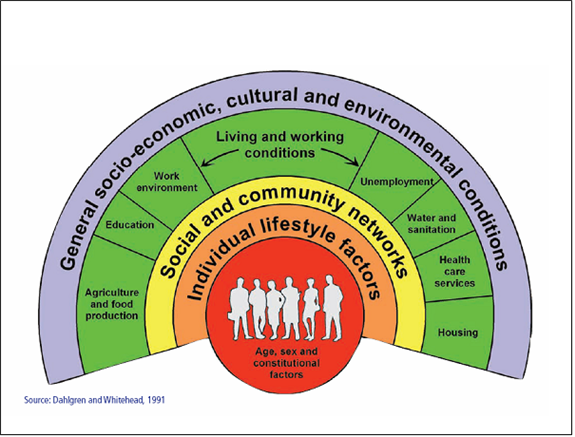 General socio-economic, cultural and environmental conditions
Living and working
conditions
Work
environment
Unemployment
Education
Water and
sanitation
Agriculture
and food
production
Health
care
services
Housing
Social and community networks
Individual lifestyle factors
Age, sex and
constitutional
factors
Source: Dahlgren and Whitehead, 1991